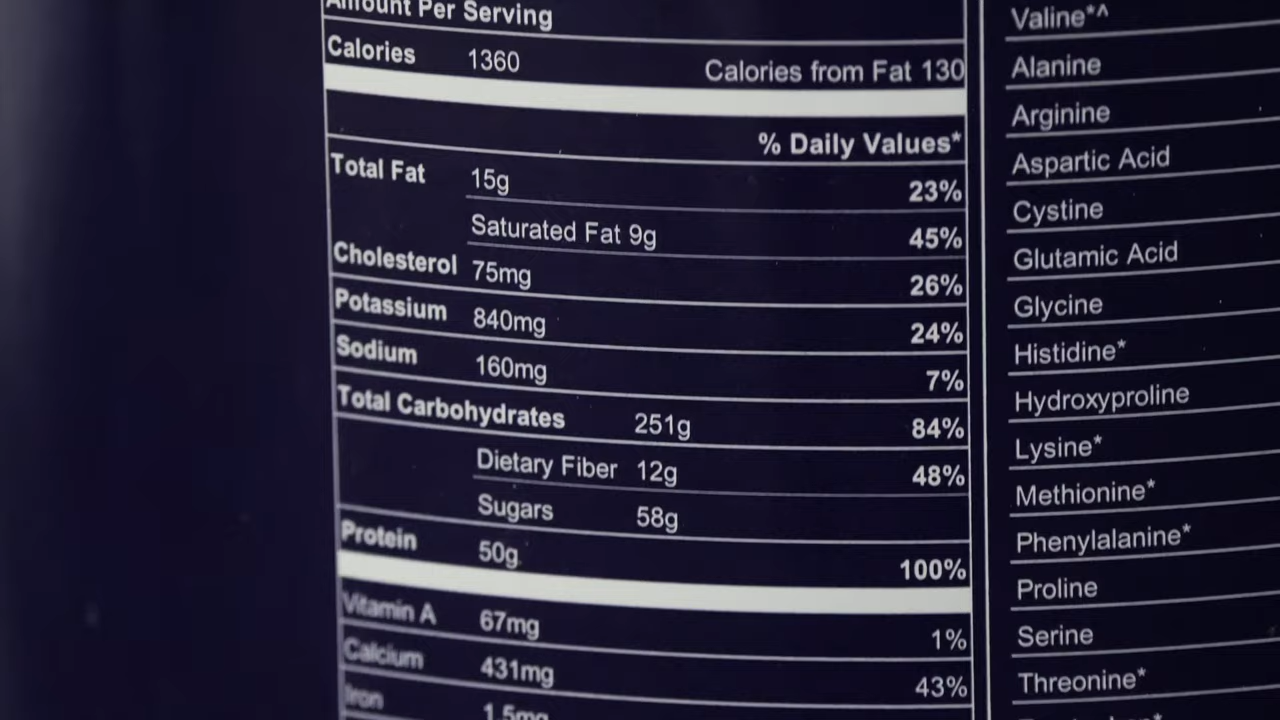 Amount Per Serving
Calories 1360 Calories from Fat 130
% Daily Values*
Total Fat 15g 23%
Saturated Fat 9g 45%
Cholesterol 75mg 26%
Potassium 840mg 24%
Sodium 160mg 7%
Total Carbohydrates 251g 84%
Dietary Fiber 12g 48%
Sugars 58g
Protein 50g 100%
Vitamin A 67mg 1%
Calcium 431mg 43%
Iron 1.5mg
Valine*^
Alanine
Arginine
Aspartic Acid
Cystine
Glutamic Acid
Glycine
Histidine*
Hydroxyproline
Lysine*
Methionine*
Phenylalanine*
Proline
Serine
Threonine*